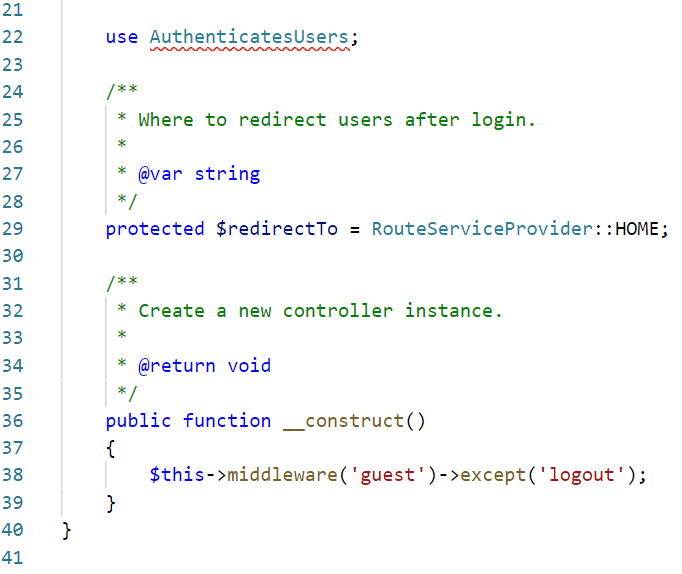 21
22 use AuthenticatesUsers;
23
24 /**
25 * Where to redirect users after login.
26 *
27 * @var string
28 */
29 protected $redirectTo = RouteServiceProvider::HOME;
30
31 /**
32 * Create a new controller instance.
33 *
34 * @return void
35 */
36 public function __construct()
37 {
38 $this->middleware('guest')->except('logout');
39 }
40 }
41